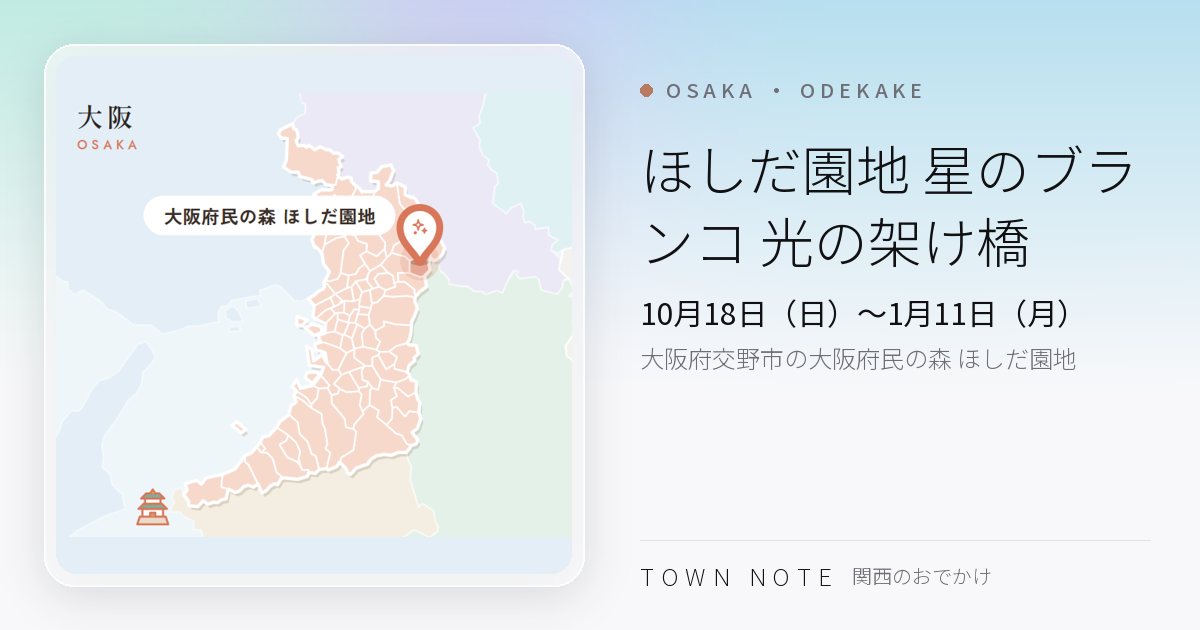 大阪
OSAKA
大阪府民の森 ほしだ園地
OSAKA • ODEKAKE
ほしだ園地 星のブラ
ンコ 光の架け橋
10月18日（日）〜1月11日（月）
大阪府交野市の大阪府民の森 ほしだ園地
TOWN NOTE 関西のおでかけ